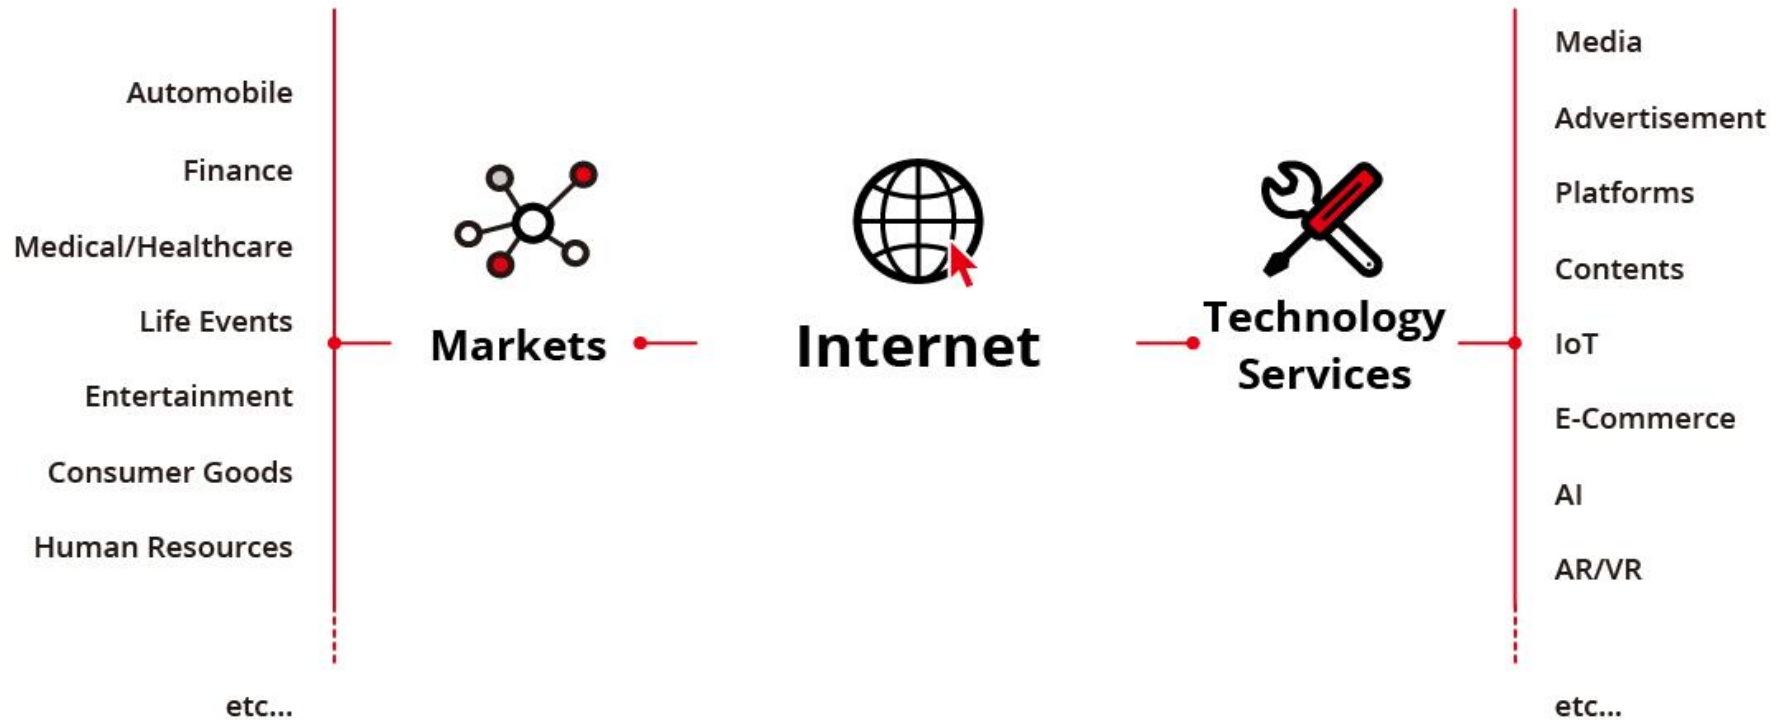 Automobile
Finance
Medical/Healthcare
Life Events
Entertainment
Consumer Goods
Human Resources
etc...
Markets
Internet
Technology
Services
Media
Advertisement
Platforms
Contents
IoT
E-Commerce
AI
AR/VR
etc...